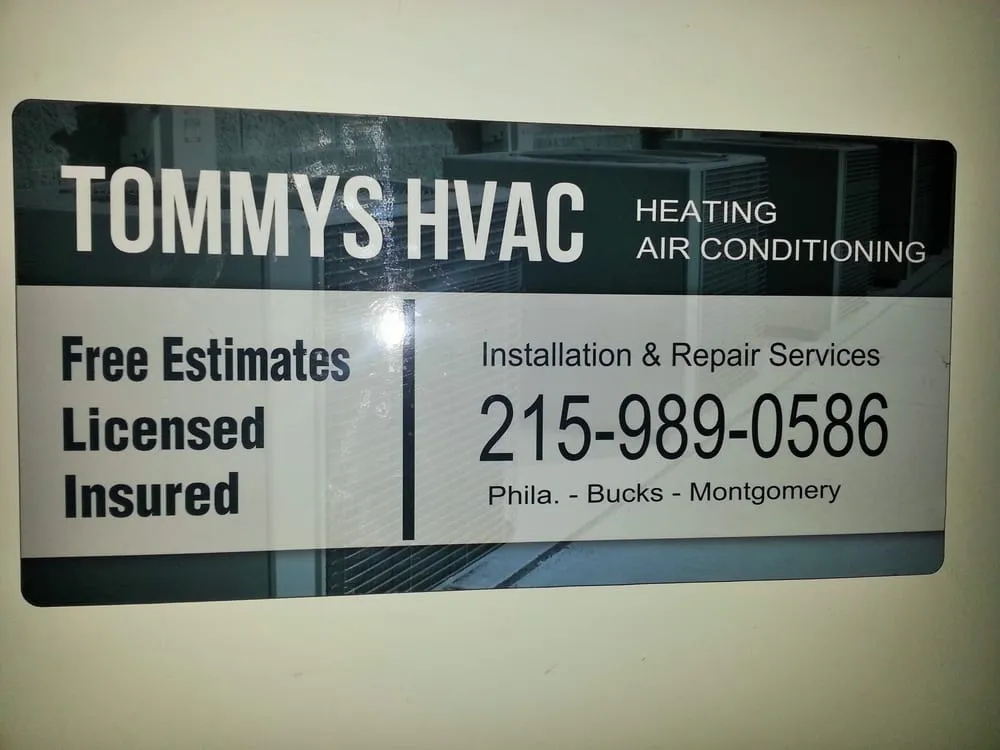 TOMMYS HVAC
HEATING
AIR CONDITIONING
Free Estimates
Licensed
Insured
Installation & Repair Services
215-989-0586
Phila. - Bucks - Montgomery